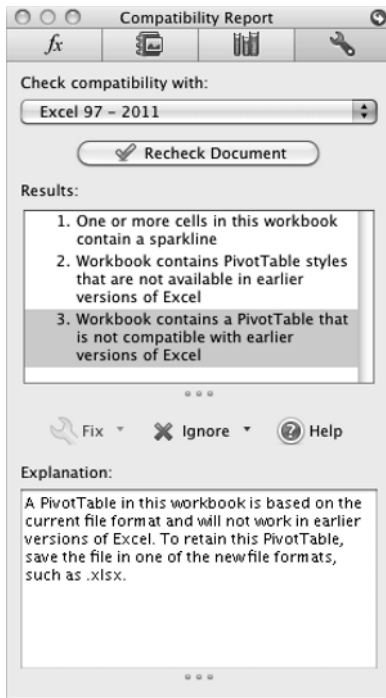 Compatibility Report
fx
Check compatibility with:
Excel 97 – 2011
Recheck Document
Results:
1. One or more cells in this workbook
contain a sparkline
2. Workbook contains PivotTable styles
that are not available in earlier
versions of Excel
3. Workbook contains a PivotTable that
is not compatible with earlier
versions of Excel
Fix Ignore Help
Explanation:
A PivotTable in this workbook is based on the
current file format and will not work in earlier
versions of Excel. To retain this PivotTable,
save the file in one of the new file formats,
such as .xlsx.